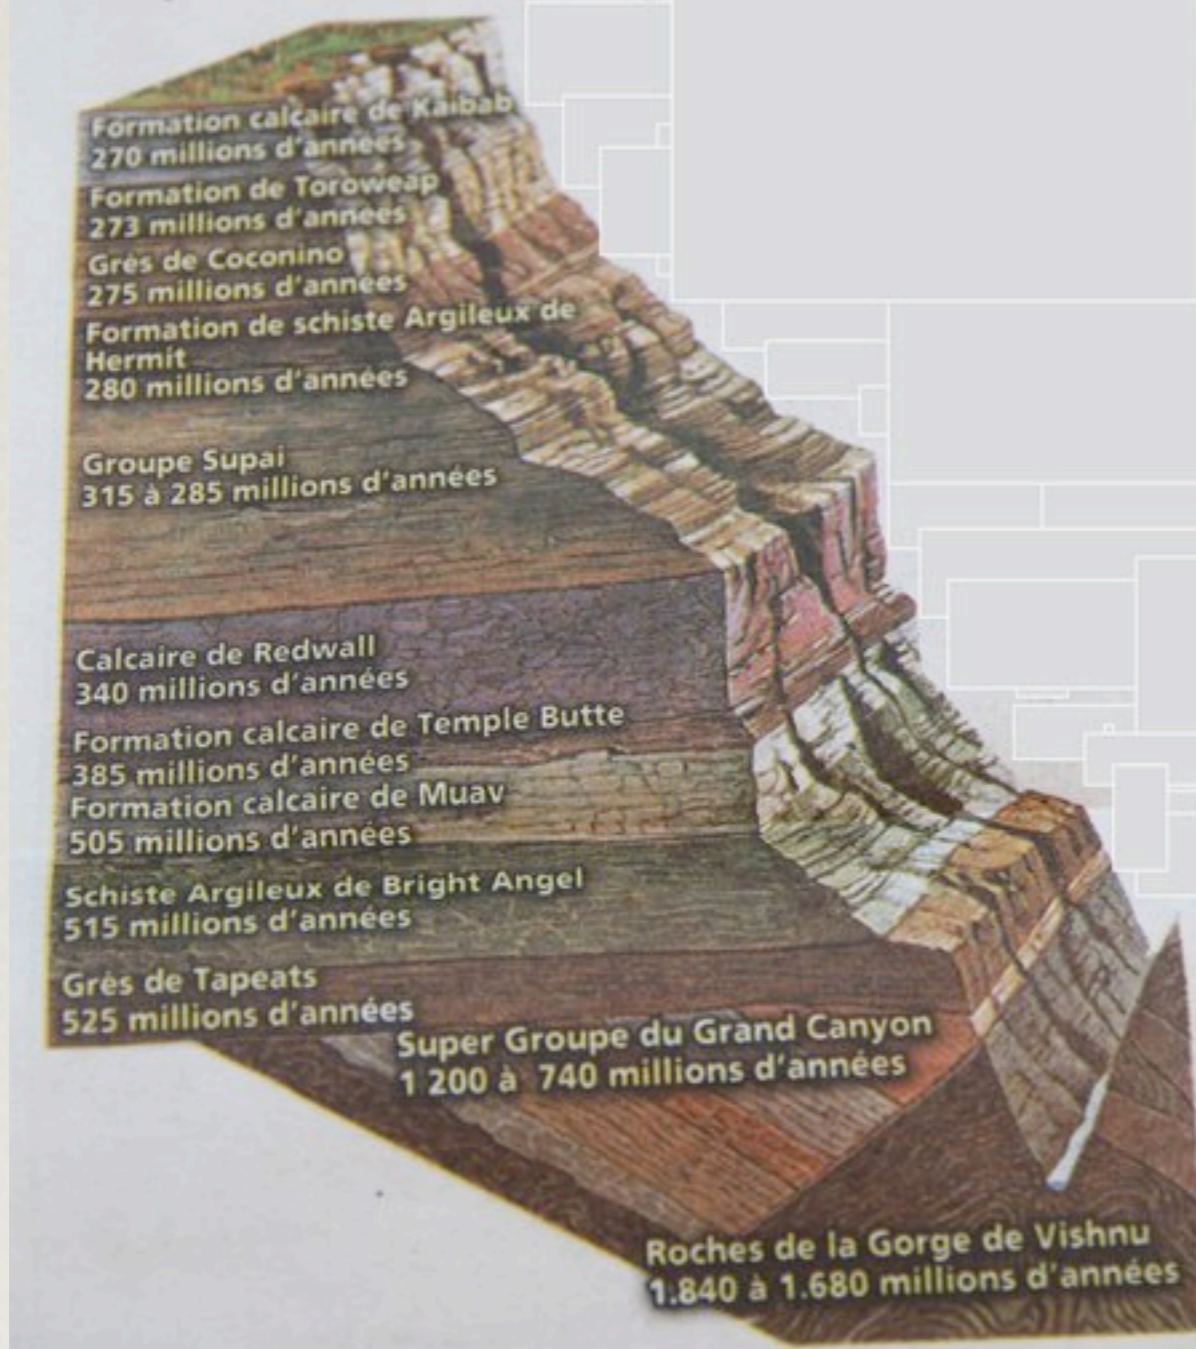 Formation calcaire de Kaibab
270 millions d'années
Formation de Toroweap
273 millions d'années
Grès de Coconino
275 millions d'années
Formation de schiste Argileux de
Hermit
280 millions d'années
Groupe Supai
315 à 285 millions d'années
Calcaire de Redwall
340 millions d'années
Formation calcaire de Temple Butte
385 millions d'années
Formation calcaire de Muav
505 millions d'années
Schiste Argileux de Bright Angel
515 millions d'années
Grès de Tapeats
525 millions d'années
Super Groupe du Grand Canyon
1 200 à 740 millions d'années
Roches de la Gorge de Vishnu
1.840 à 1.680 millions d'années